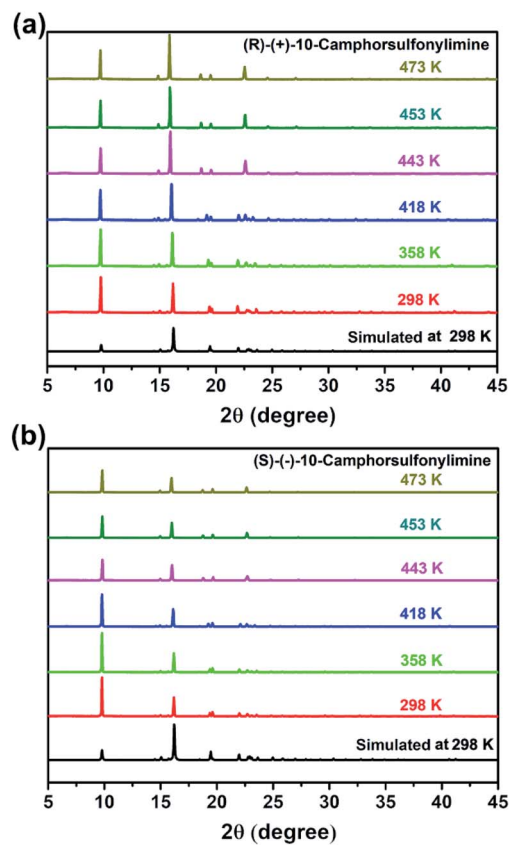 (a)
(R)-(+)-10-Camphorsulfonylimine
473 K
453 K
443 K
418 K
358 K
298 K
Simulated at 298 K
5 10 15 20 25 30 35 40 45
2θ (degree)
(b)
(S)-(-)-10-Camphorsulfonylimine
473 K
453 K
443 K
418 K
358 K
298 K
Simulated at 298 K
5 10 15 20 25 30 35 40 45
2θ (degree)